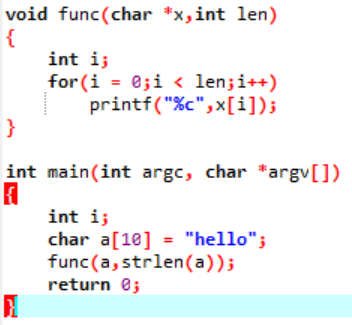 void func(char *x,int len)
{
    int i;
    for(i = 0;i < len;i++)
        printf("%c",x[i]);
}

int main(int argc, char *argv[])
{
    int i;
    char a[10] = "hello";
    func(a,strlen(a));
    return 0;
}